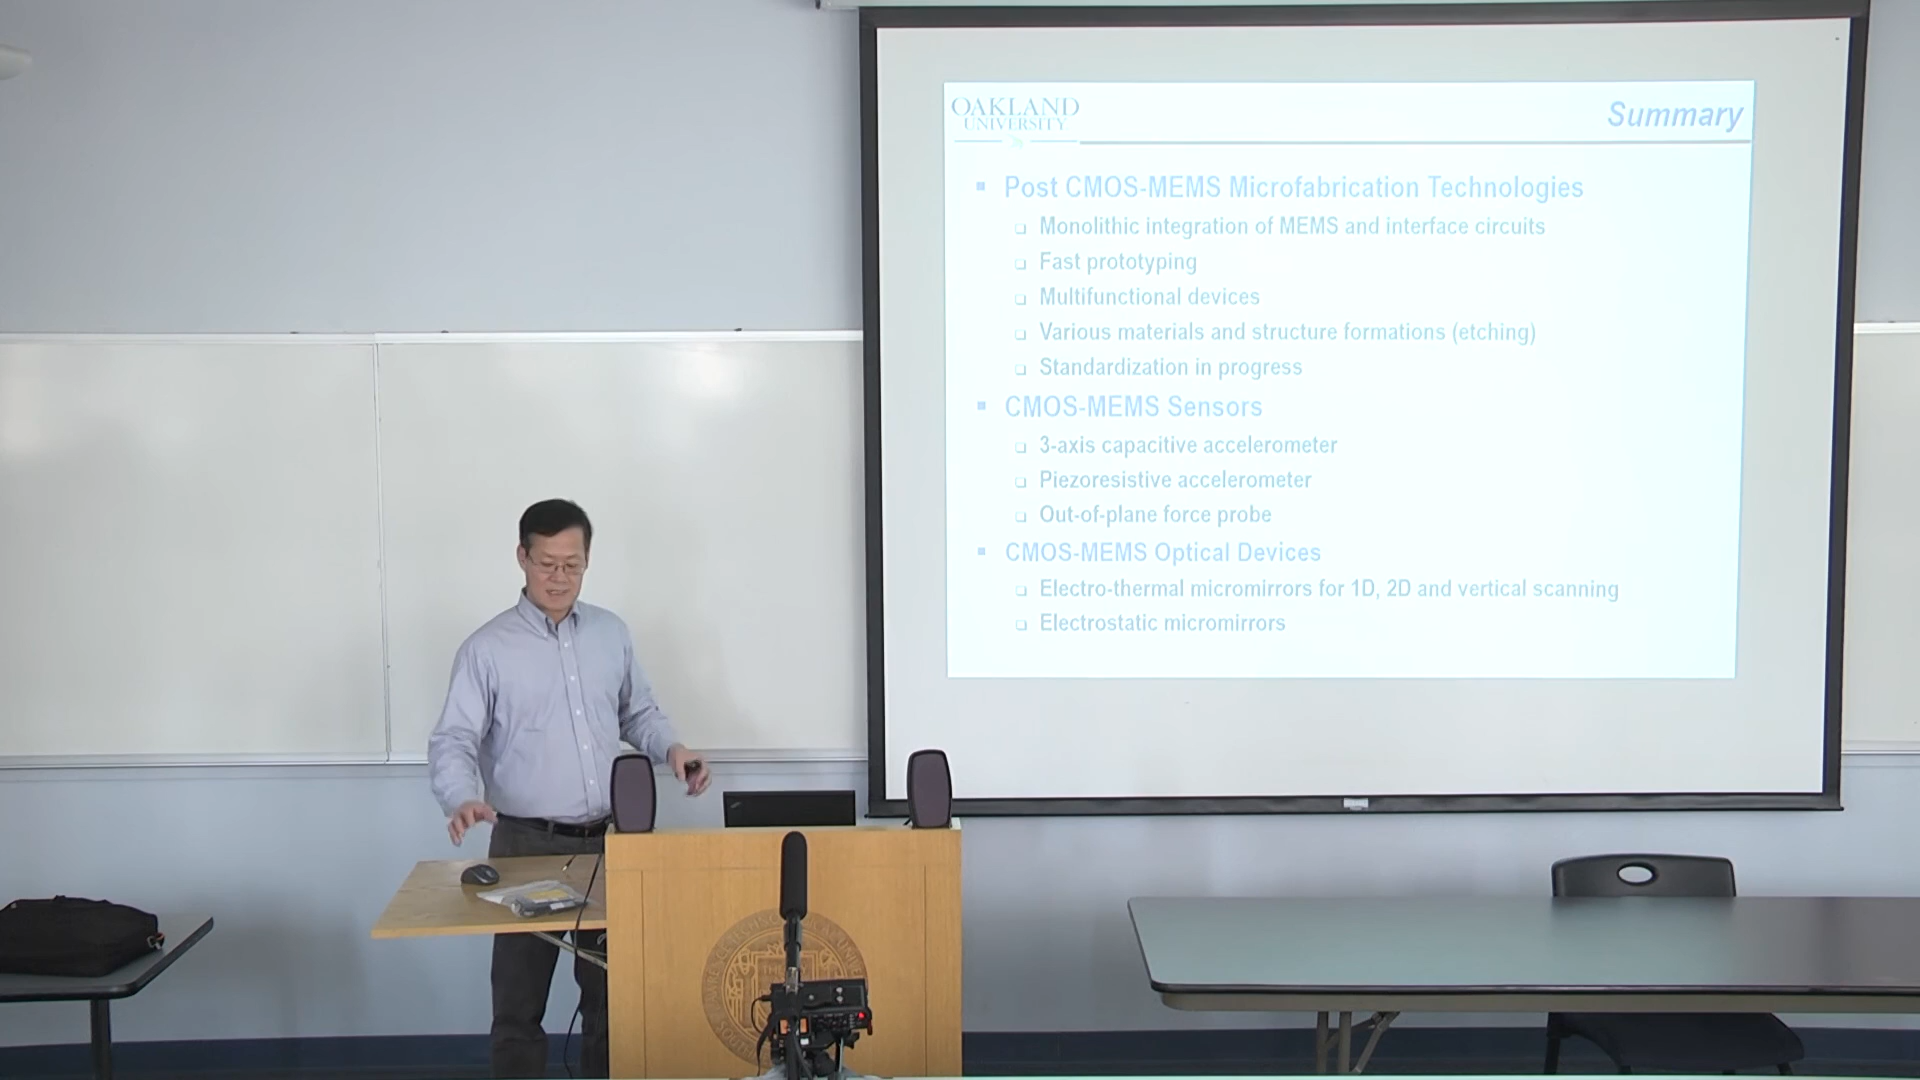 OAKLAND
UNIVERSITY
Summary
▪ Post CMOS-MEMS Microfabrication Technologies
❑ Monolithic integration of MEMS and interface circuits
❑ Fast prototyping
❑ Multifunctional devices
❑ Various materials and structure formations (etching)
❑ Standardization in progress
▪ CMOS-MEMS Sensors
❑ 3-axis capacitive accelerometer
❑ Piezoresistive accelerometer
❑ Out-of-plane force probe
▪ CMOS-MEMS Optical Devices
❑ Electro-thermal micromirrors for 1D, 2D and vertical scanning
❑ Electrostatic micromirrors